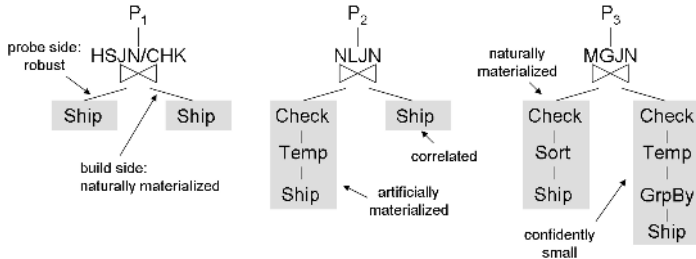 P1
probe side:
robust
HSJN/CHK
Ship
Ship
build side:
naturally materialized
P2
NLJN
Check
Temp
Ship
Ship
correlated
artificially
materialized
P3
naturally
materialized
MGJN
Check
Sort
Ship
Check
Temp
GrpBy
Ship
confidently
small